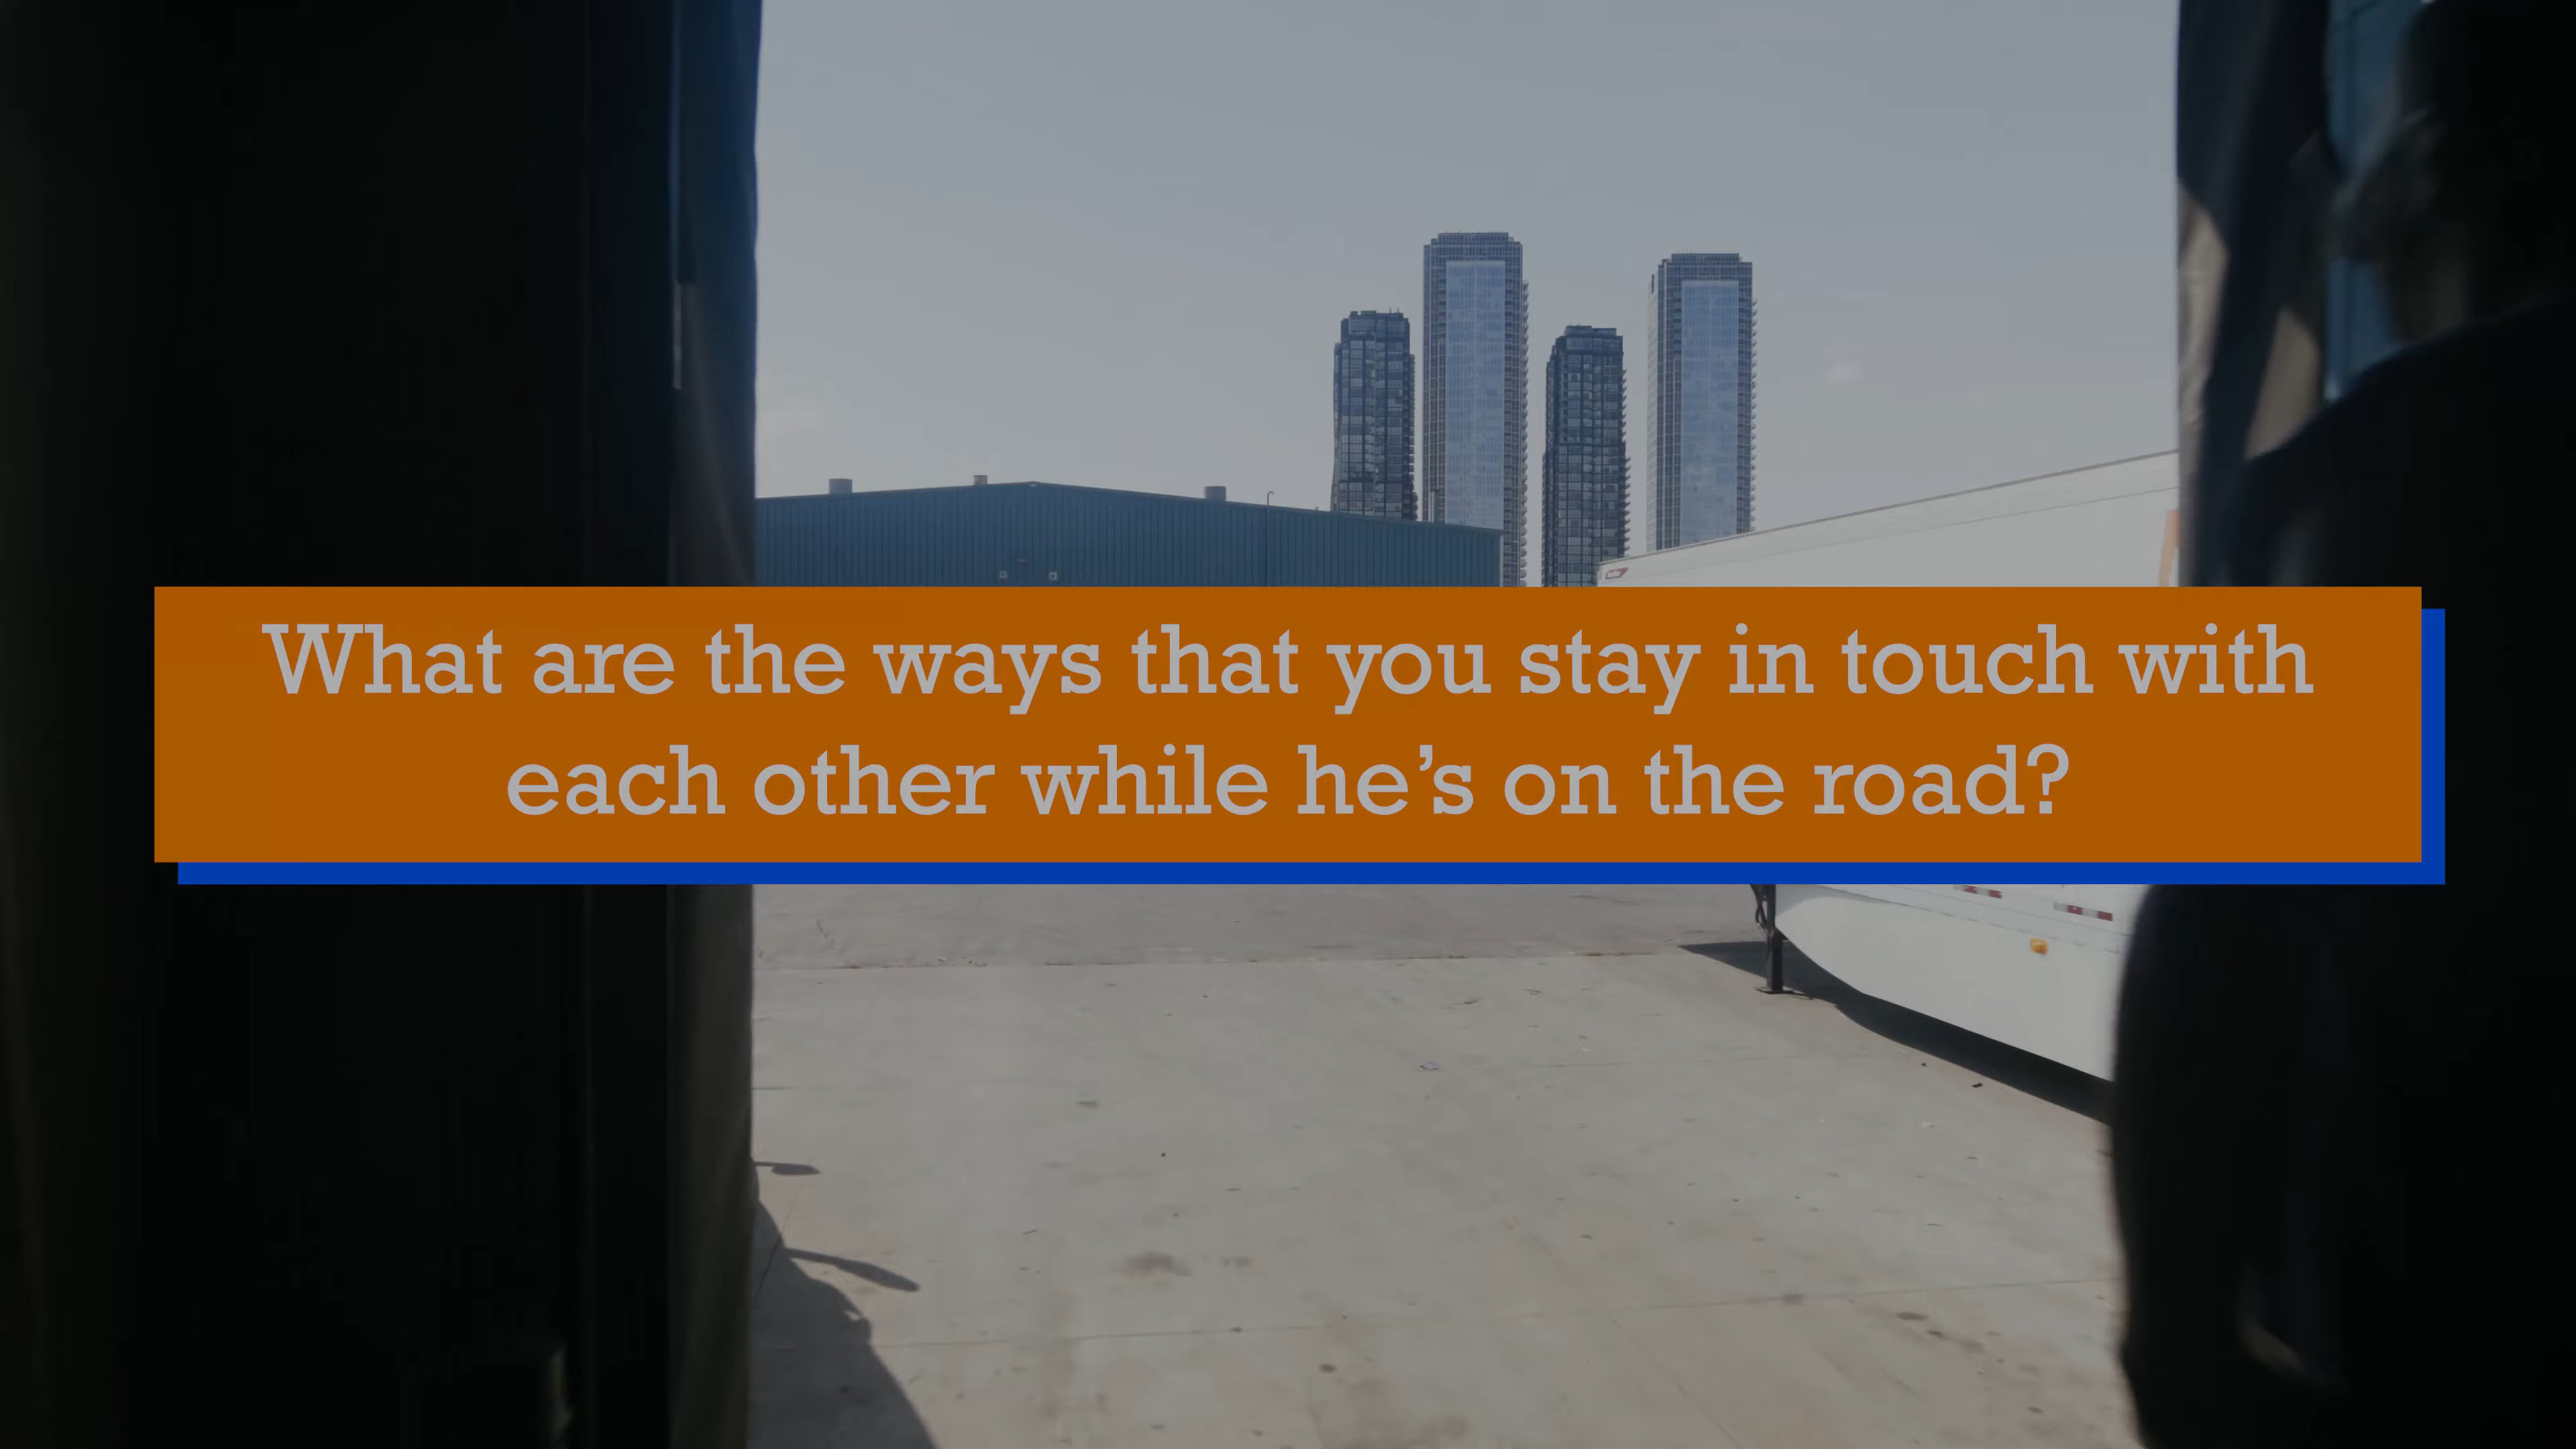 What are the ways that you stay in touch with
each other while he’s on the road?